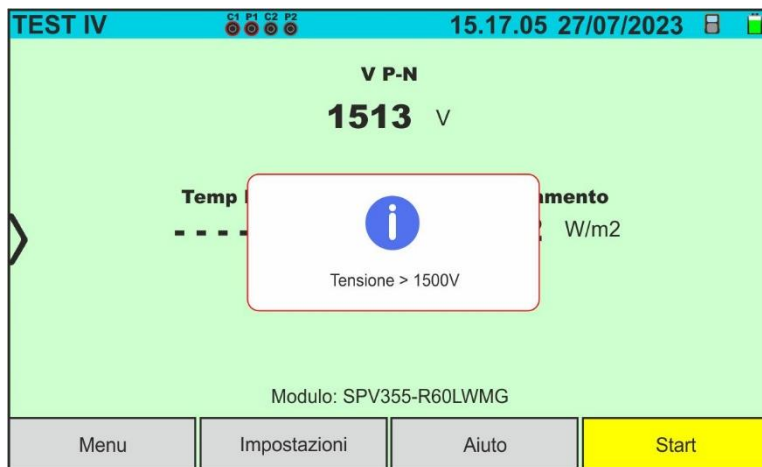 TEST IV C1 P1 C2 P2 15.17.05 27/07/2023
V P-N
1513 V
Temp
W/m2
Tensione > 1500V
Modulo: SPV355-R60LWMG
Menu Impostazioni Aiuto Start